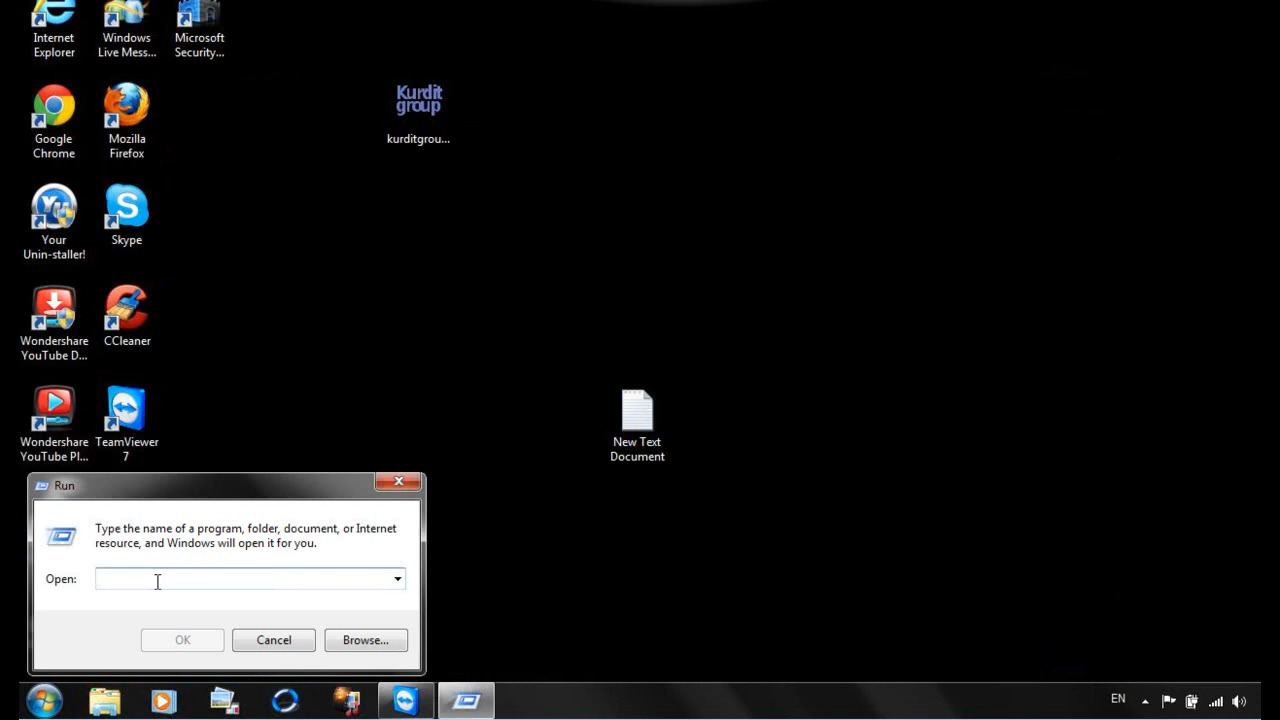 Internet
Explorer
Windows
Live Mess...
Microsoft
Security...
Kurdit
group
kurditgrou...
Google
Chrome
Mozilla
Firefox
Your
Unin-staller!
Skype
Wondershare
YouTube D...
CCleaner
Wondershare
YouTube Pl...
TeamViewer
7
New Text
Document
Run
Type the name of a program, folder, document, or Internet
resource, and Windows will open it for you.
Open:
OK
Cancel
Browse...
EN